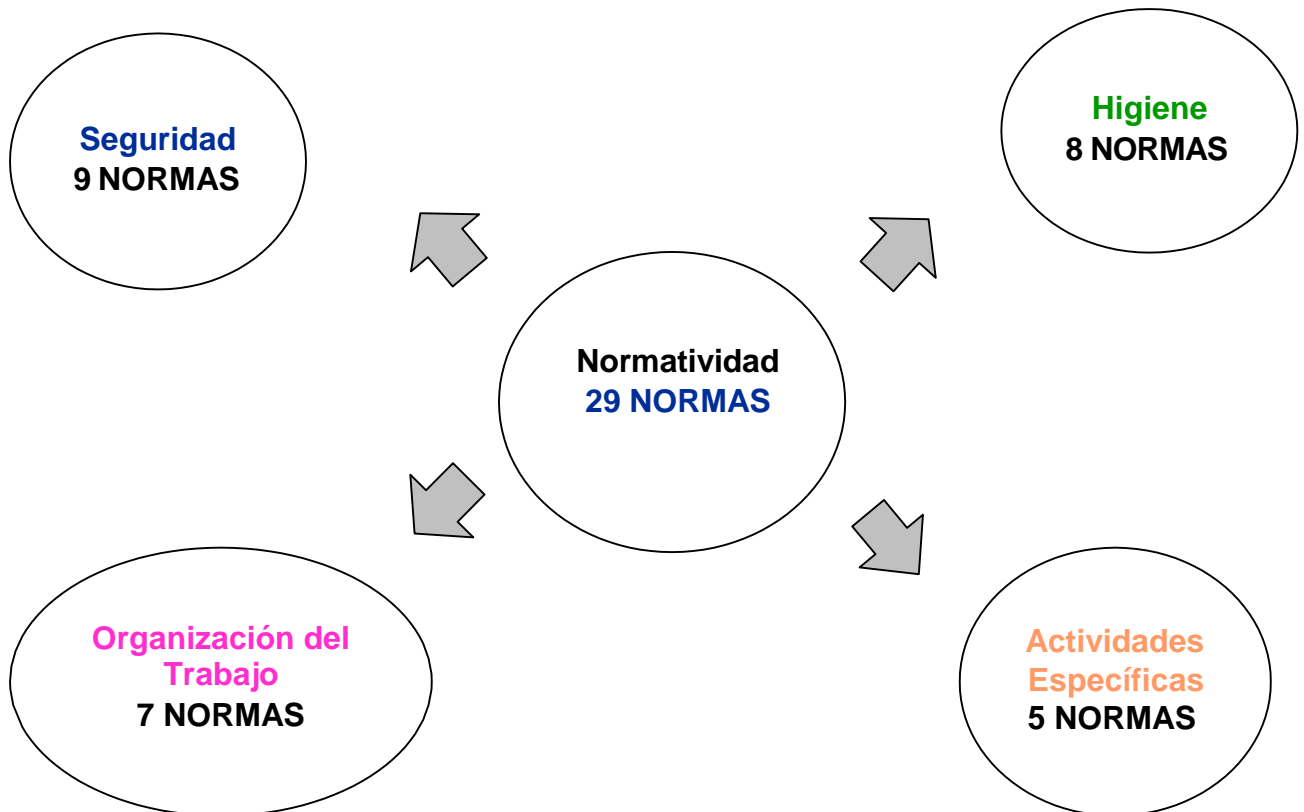 Seguridad
9 NORMAS
Higiene
8 NORMAS
Normatividad
29 NORMAS
Organización del
Trabajo
7 NORMAS
Actividades
Específicas
5 NORMAS